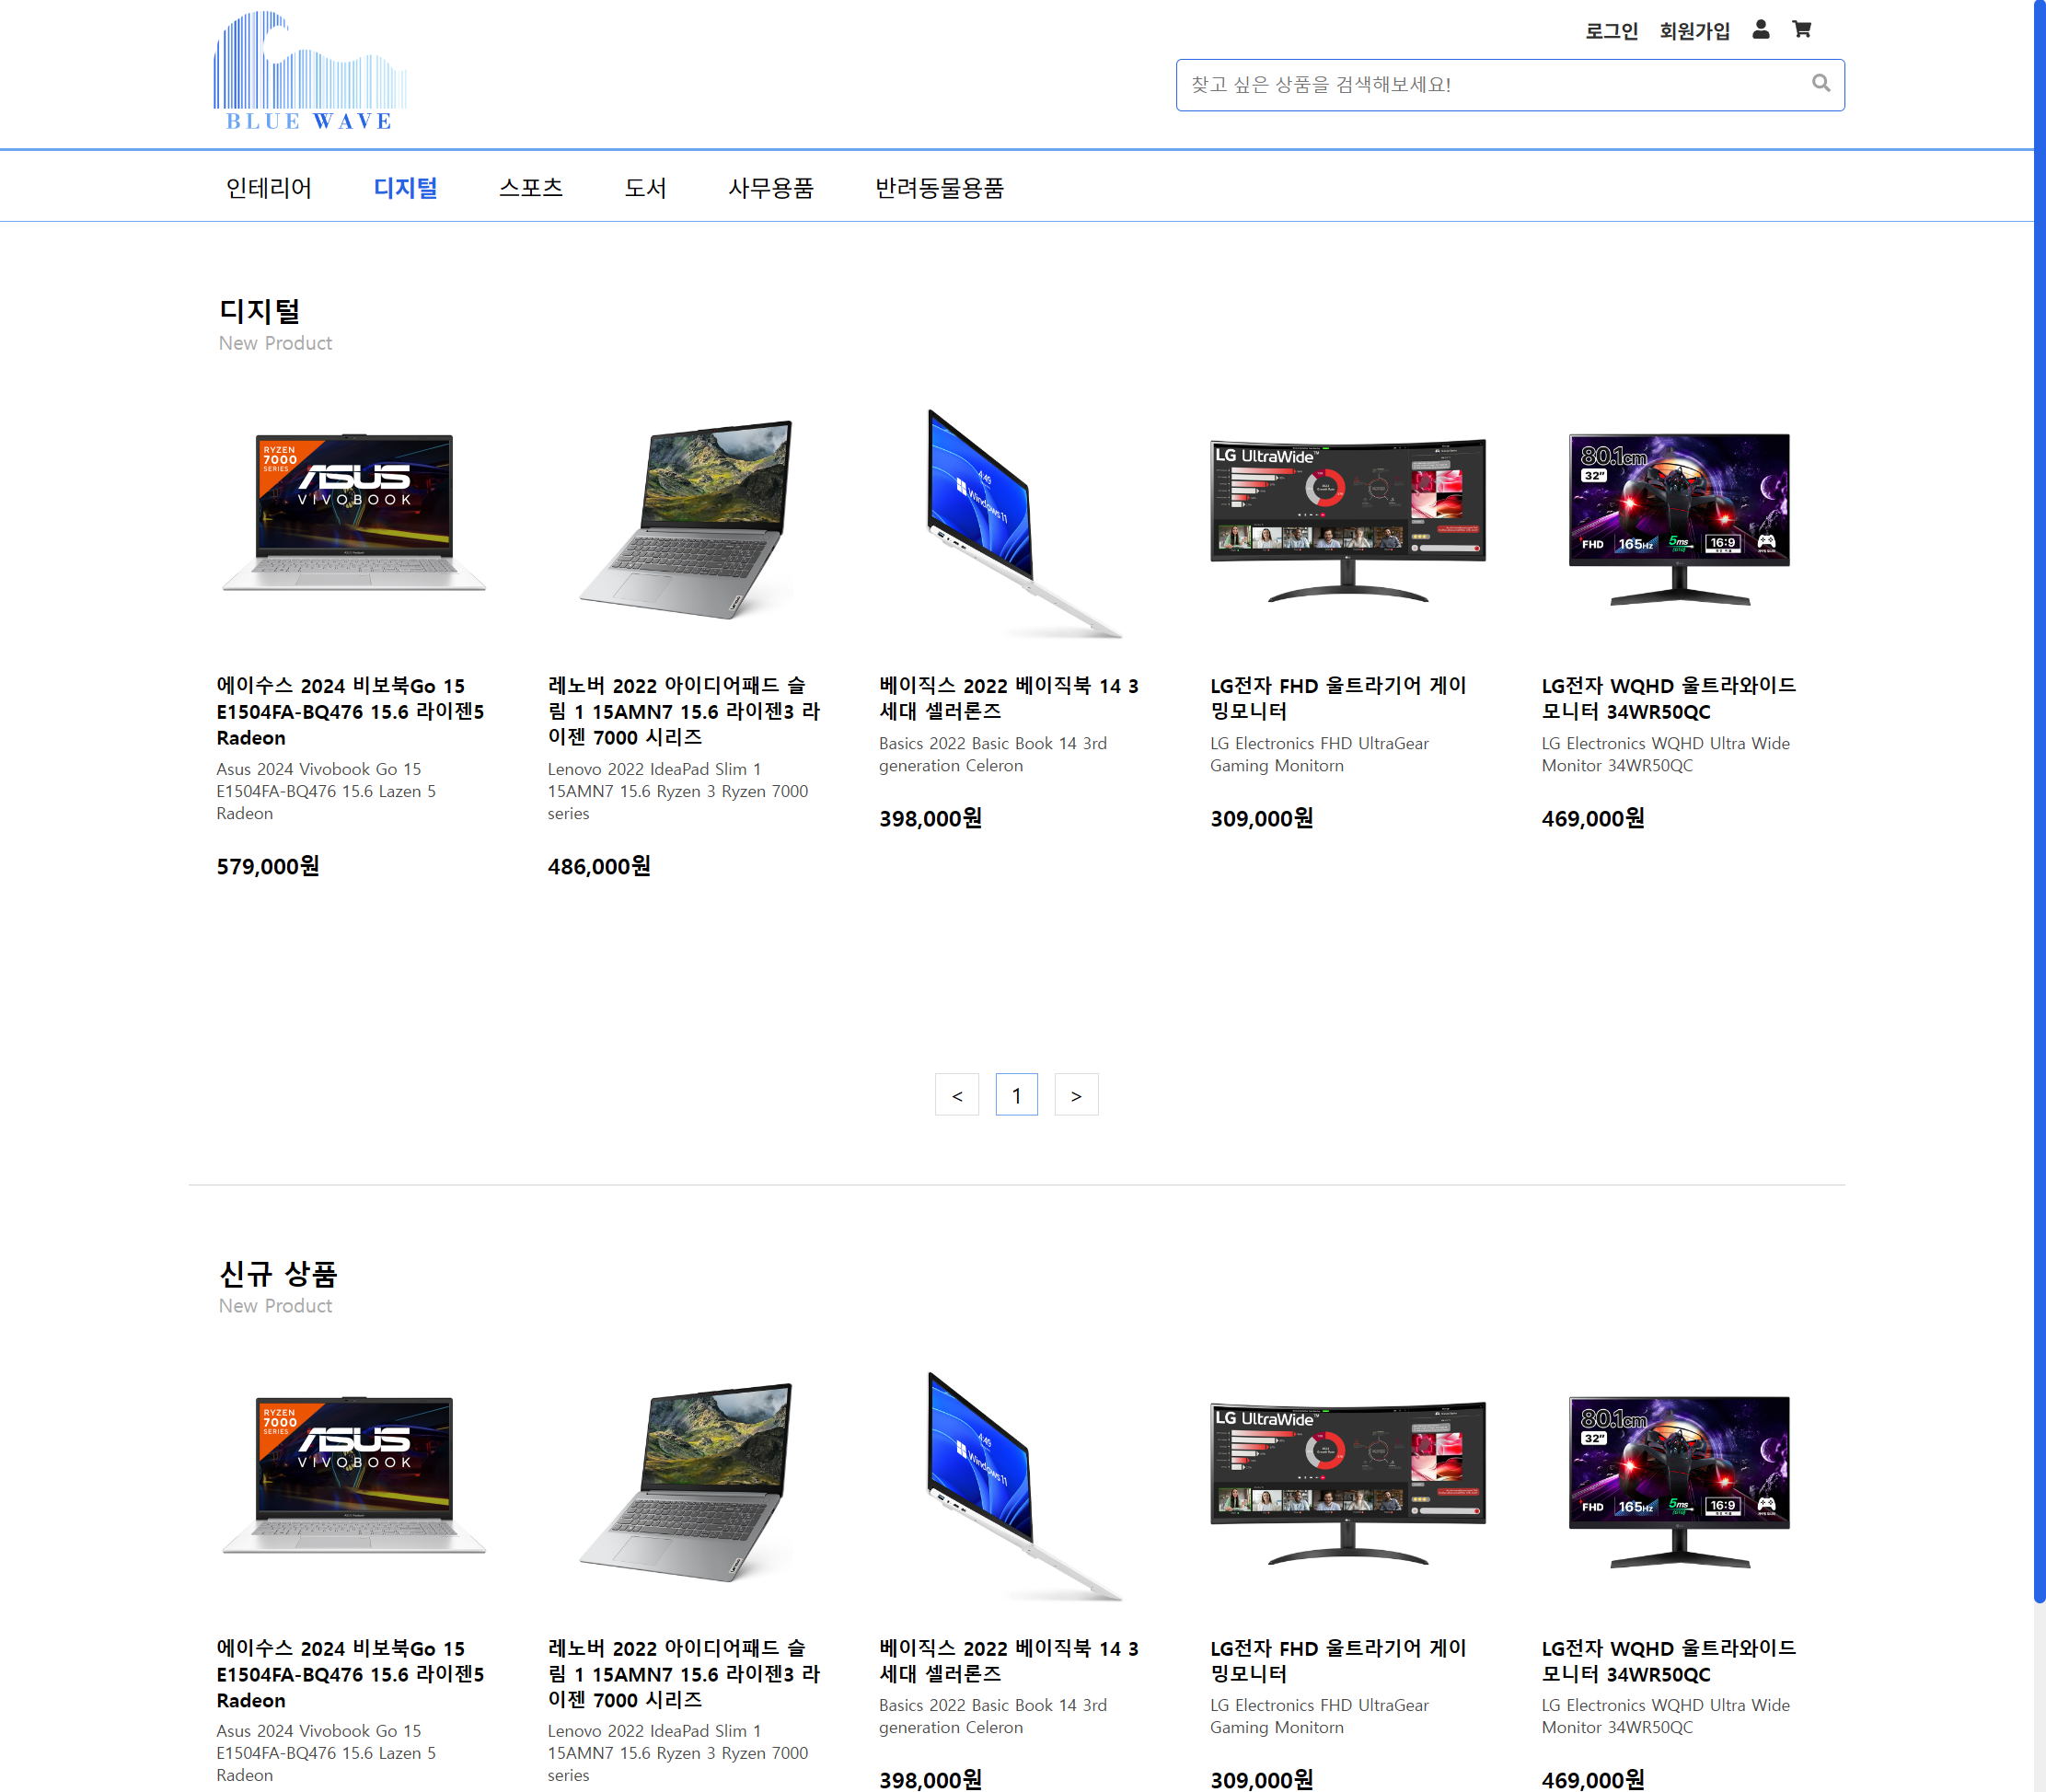 BLUE WAVE
로그인 회원가입
찾고 싶은 상품을 검색해보세요!
인테리어 디지털 스포츠 도서 사무용품 반려동물용품
디지털
New Product
RYZEN
7000
SERIES
ASUS
VIVOBOOK
4:49
Windows 11
LG UltraWide™
80.1cm
32"
FHD 165Hz 5ms 16:9
에이수스 2024 비보북Go 15
E1504FA-BQ476 15.6 라이젠5
Radeon
Asus 2024 Vivobook Go 15
E1504FA-BQ476 15.6 Lazen 5
Radeon
579,000원
레노버 2022 아이디어패드 슬
림 1 15AMN7 15.6 라이젠3 라
이젠 7000 시리즈
Lenovo 2022 IdeaPad Slim 1
15AMN7 15.6 Ryzen 3 Ryzen 7000
series
486,000원
베이직스 2022 베이직북 14 3
세대 셀러론즈
Basics 2022 Basic Book 14 3rd
generation Celeron
398,000원
LG전자 FHD 울트라기어 게이
밍모니터
LG Electronics FHD UltraGear
Gaming Monitorn
309,000원
LG전자 WQHD 울트라와이드
모니터 34WR50QC
LG Electronics WQHD Ultra Wide
Monitor 34WR50QC
469,000원
< 1 >
신규 상품
New Product
RYZEN
7000
SERIES
ASUS
VIVOBOOK
4:49
Windows 11
LG UltraWide™
80.1cm
32"
FHD 165Hz 5ms 16:9
에이수스 2024 비보북Go 15
E1504FA-BQ476 15.6 라이젠5
Radeon
Asus 2024 Vivobook Go 15
E1504FA-BQ476 15.6 Lazen 5
Radeon
레노버 2022 아이디어패드 슬
림 1 15AMN7 15.6 라이젠3 라
이젠 7000 시리즈
Lenovo 2022 IdeaPad Slim 1
15AMN7 15.6 Ryzen 3 Ryzen 7000
series
베이직스 2022 베이직북 14 3
세대 셀러론즈
Basics 2022 Basic Book 14 3rd
generation Celeron
398,000원
LG전자 FHD 울트라기어 게이
밍모니터
LG Electronics FHD UltraGear
Gaming Monitorn
309,000원
LG전자 WQHD 울트라와이드
모니터 34WR50QC
LG Electronics WQHD Ultra Wide
Monitor 34WR50QC
469,000원